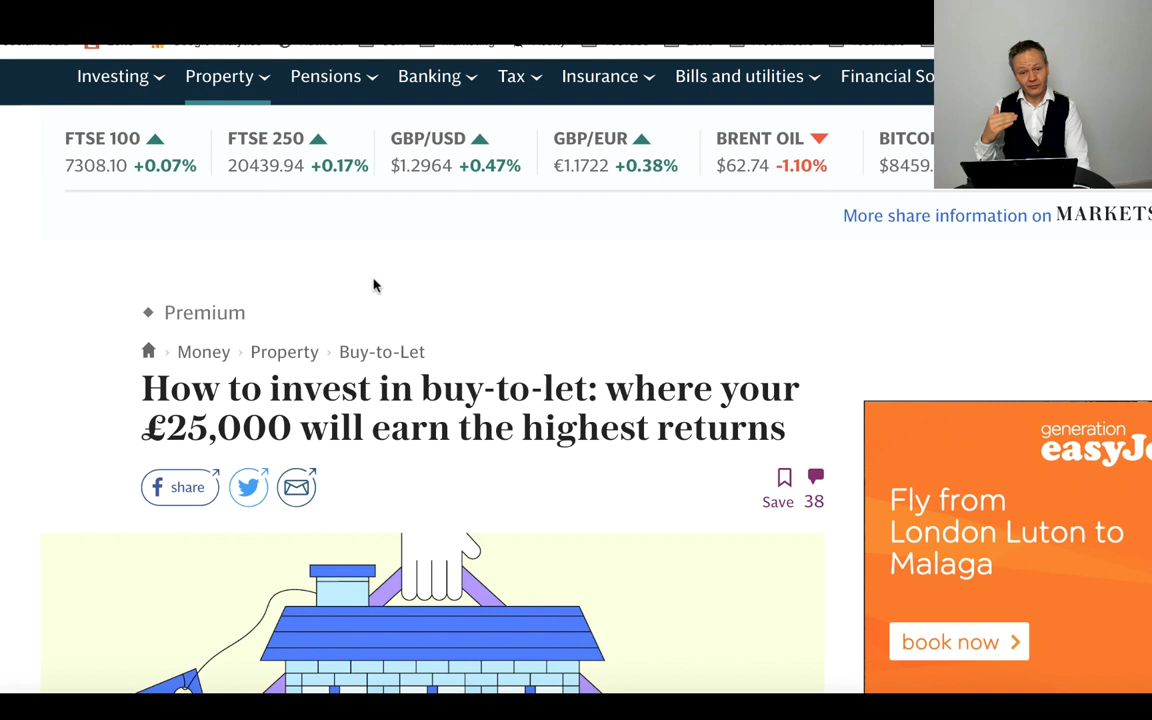 Investing Property Pensions Banking Tax Insurance Bills and utilities Financial
FTSE 100 FTSE 250 GBP/USD GBP/EUR BRENT OIL
7308.10 +0.07% 20439.94 +0.17% $1.2964 +0.47% €1.1722 +0.38% $62.74 -1.10% $8459.
More share information on MARKETS
Premium
Money › Property › Buy-to-Let
How to invest in buy-to-let: where your
£25,000 will earn the highest returns
share
Save 38
generation
Fly from
London Luton to
Malaga
book now